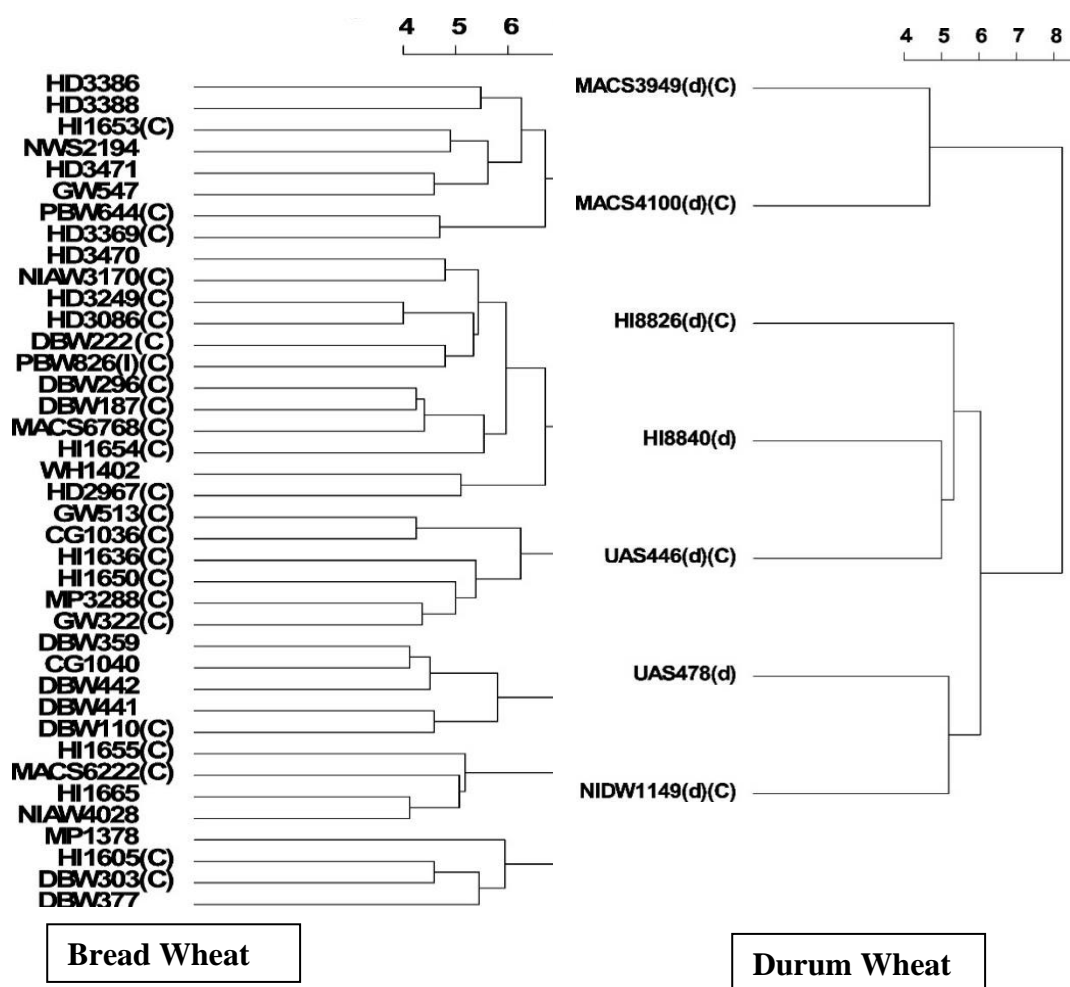 4 5 6
HD3386
HD3388
HI1653(C)
NWS2194
HD3471
GW547
PBW644(C)
HD3369(C)
HD3470
NIAW3170(C)
HD3249(C)
HD3086(C)
DBW222(C)
PBW826(I)(C)
DBW296(C)
DBW187(C)
MACS6768(C)
HI1654(C)
WH1402
HD2967(C)
GW513(C)
CG1036(C)
HI1636(C)
HI1650(C)
MP3288(C)
GW322(C)
DBW359
CG1040
DBW442
DBW441
DBW110(C)
HI1655(C)
MACS6222(C)
HI1665
NIAW4028
MP1378
HI1605(C)
DBW303(C)
DBW377
Bread Wheat
4 5 6 7 8
MACS3949(d)(C)
MACS4100(d)(C)
HI8826(d)(C)
HI8840(d)
UAS446(d)(C)
UAS478(d)
NIDW1149(d)(C)
Durum Wheat